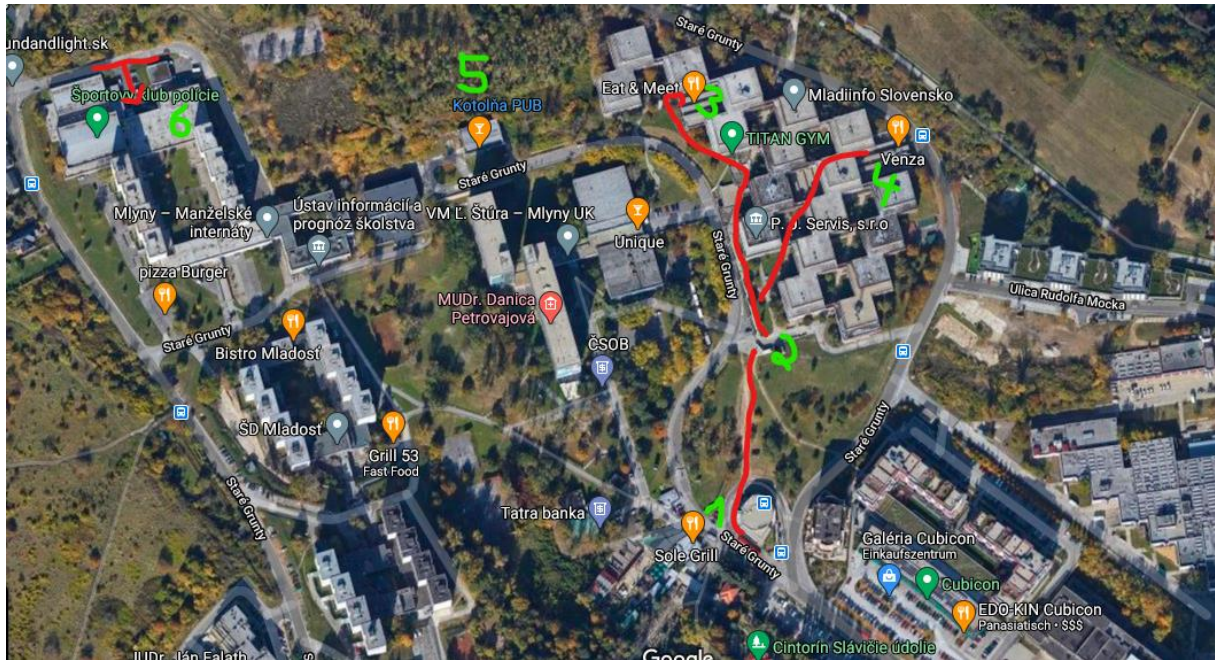 Staré Grunty
undandlight.sk
5
Eat & Meet
3
Mladiinfo Slovensko
Športový klub polície
6
Kotolňa PUB
TITAN GYM
Venza
4
Staré Grunty
Mlyny – Manželské
internáty
Ústav informácií a
prognóz školstva
VM Ľ. Štúra – Mlyny UK
Unique
P. J. Servis, s.r.o
Staré Grunty
pizza Burger
Ulica Rudolfa Mocka
MUDr. Danica
Petrovajová
Staré Grunty
Bistro Mladosť
ČSOB
2
ŠD Mladosť
Grill 53
Fast Food
Staré Grunty
Staré Grunty
Tatra banka
1
Sole Grill
Staré Grunty
Galéria Cubicon
Einkaufszentrum
Cubicon
EDO-KIN Cubicon
Panasiatisch • $$$
Cintorín Slávičie údolie
JUDr. Ján Falath
Google